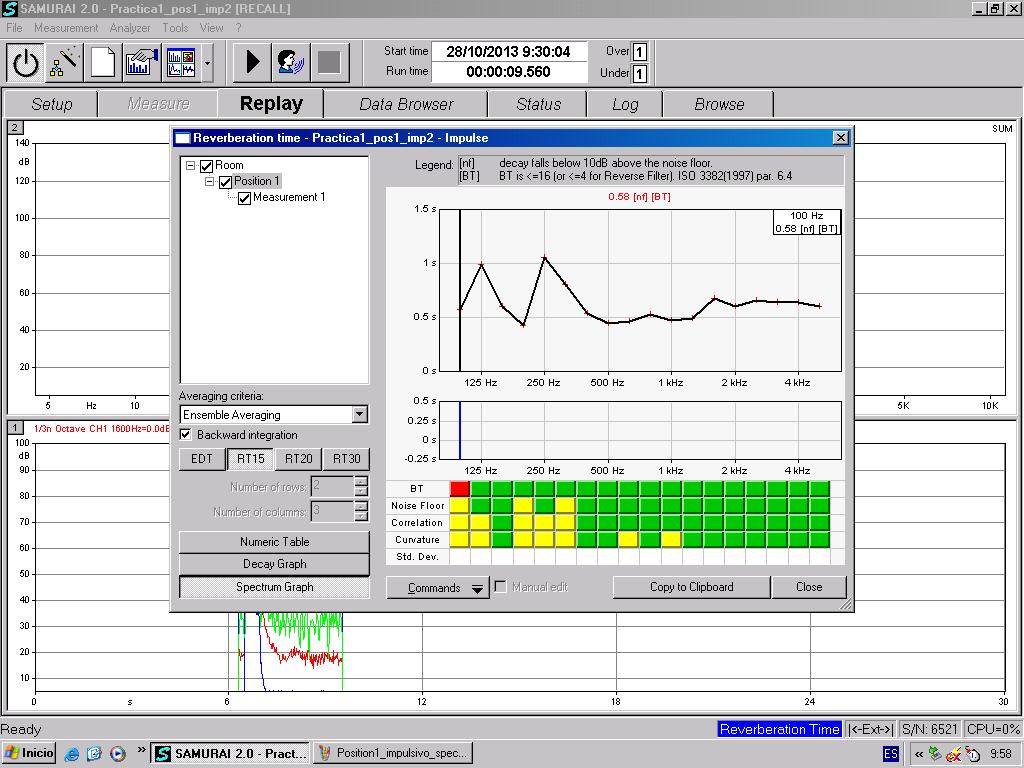 SAMURAI 2.0 - Practica1_pos1_imp2 [RECALL]
File Measurement Analyzer Tools View ?
Start time 28/10/2013 9:30:04 Over 1
Run time 00:00:09.560 Under 1
Setup Measure Replay Data Browser Status Log Browse
2
SUM
140
dB
120
100
80
60
40
20
5 Hz 10
5K 10K
Reverberation time - Practica1_pos1_imp2 - Impulse
Room
Position 1
Measurement 1
Legend: [nf] decay falls below 10dB above the noise floor.
[BT] BT is <=16 (or <=4 for Reverse Filter). ISO 3382(1997) par. 6.4
0.58 [nf] [BT]
100 Hz
0.58 [nf] [BT]
1.5 s
1 s
0.5 s
0 s
125 Hz 250 Hz 500 Hz 1 kHz 2 kHz 4 kHz
0.5 s
0.25 s
0 s
-0.25 s
125 Hz 250 Hz 500 Hz 1 kHz 2 kHz 4 kHz
BT
Noise Floor
Correlation
Curvature
Std. Dev.
Averaging criteria:
Ensemble Averaging
Backward integration
EDT RT15 RT20 RT30
Number of rows: 2
Number of columns: 3
Numeric Table
Decay Graph
Spectrum Graph
Commands Manual edit Copy to Clipboard Close
1
1/3n Octave CH1 1600Hz=0.0dB
100
dB
90
80
70
60
50
40
30
20
10
0 s 6 12 18 24 30
Ready Reverberation Time |<-Ext->| S/N: 6521 CPU=0%
Inicio » SAMURAI 2.0 - Pract... Position1_impulsivo_spec... ES « 9:58